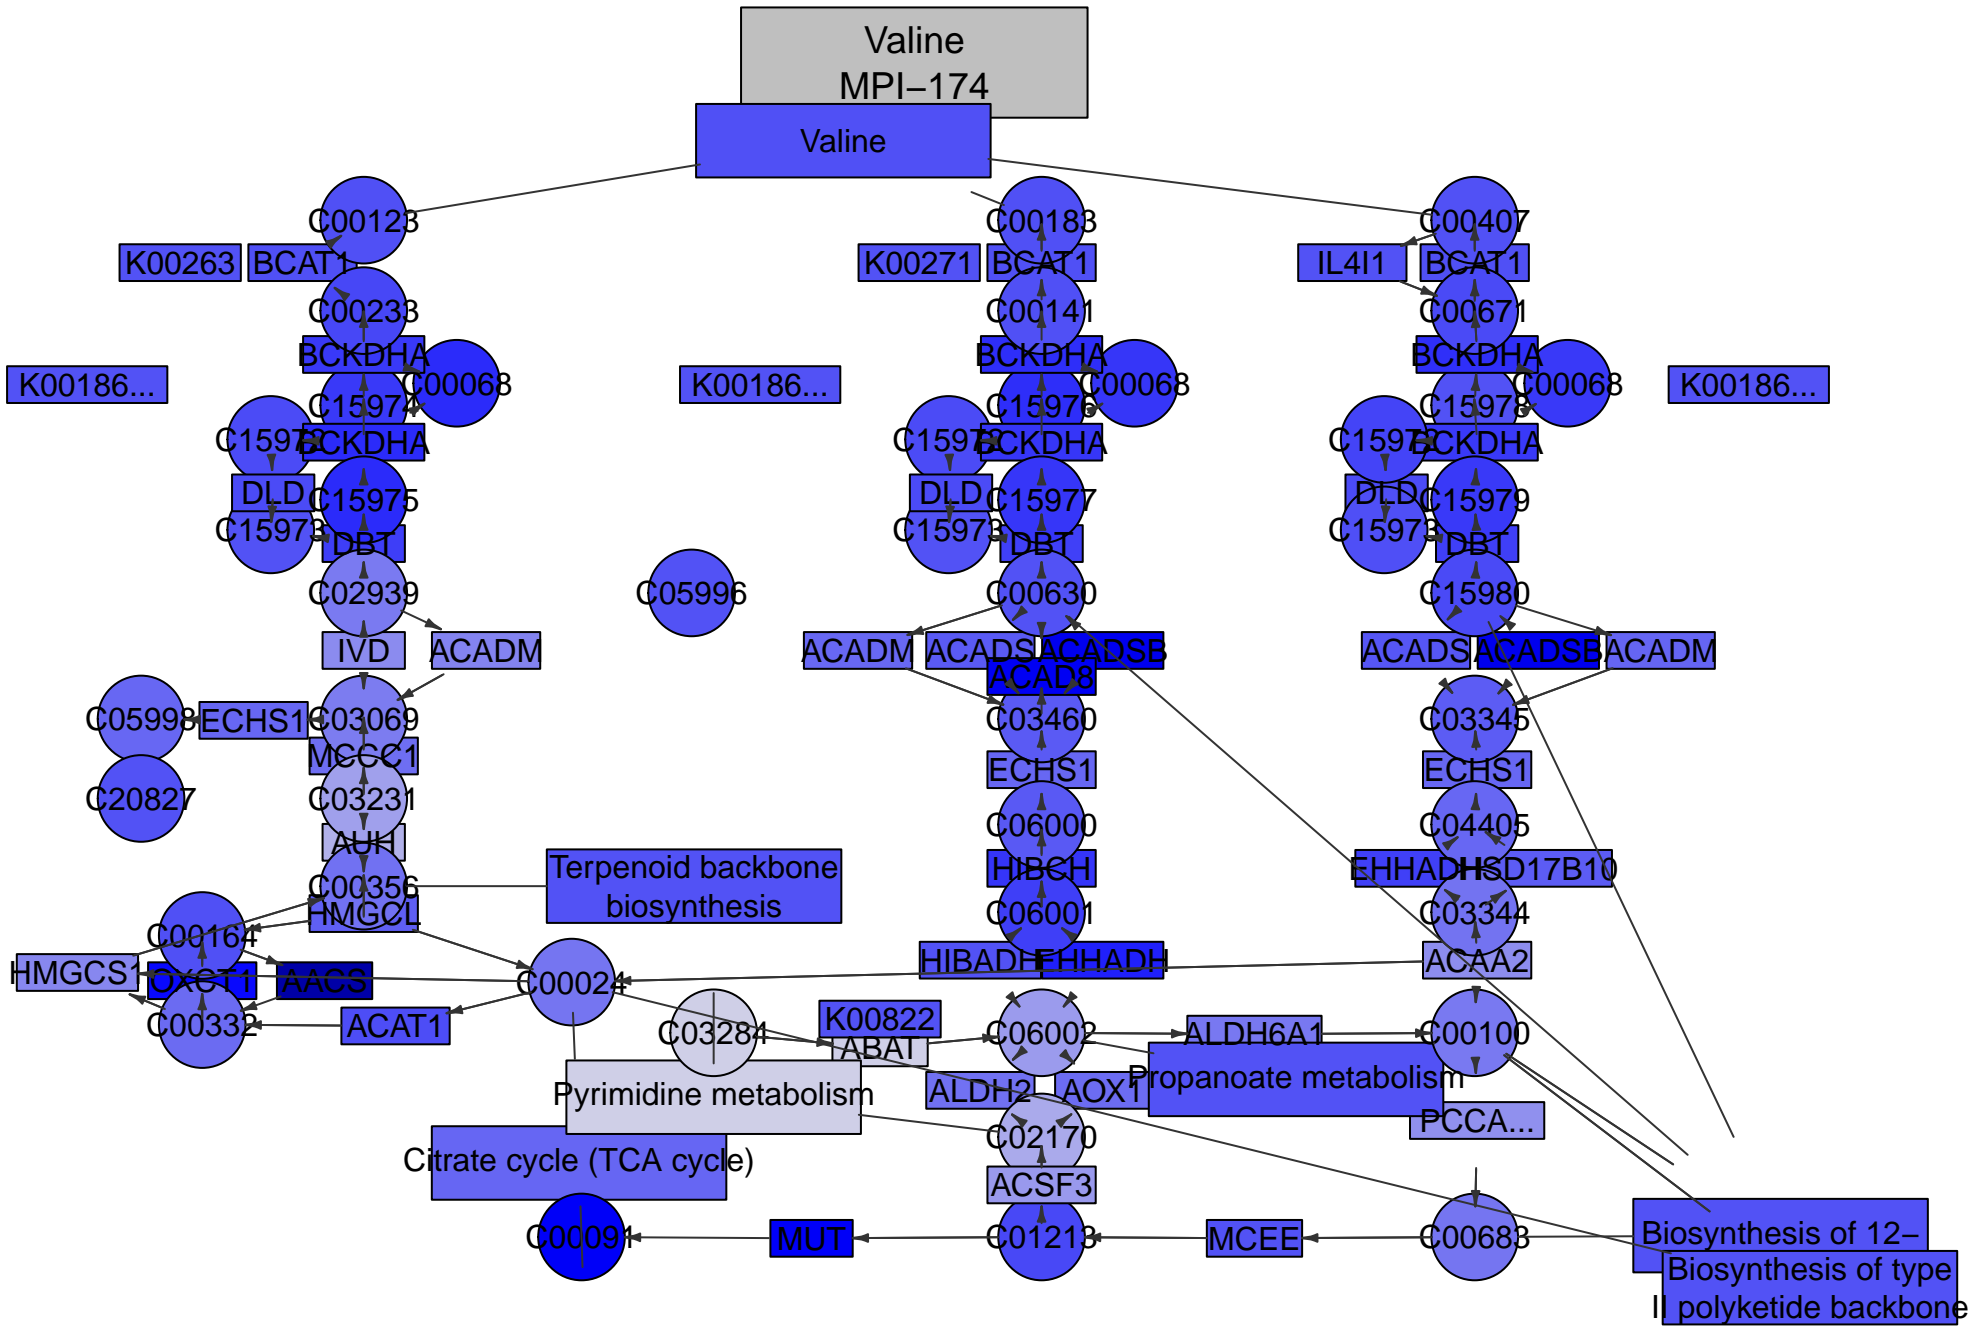 Valine
MPI−174
Valine
C00123
C00183
C00407
K00263
BCAT1
K00271
BCAT1
IL4I1
BCAT1
C00233
C00141
C00671
BCKDHA
BCKDHA
BCKDHA
K00186...
C15974
C00068
K00186...
C15976
C00068
C15978
C00068
K00186...
C15972
BCKDHA
C15972
BCKDHA
C15972
BCKDHA
DLD
C15975
DLD
C15977
DLD
C15979
C15973
DBT
C15973
DBT
C15973
DBT
C02939
C05996
C00630
C15980
IVD
ACADM
ACADM
ACADS
ACADSB
ACADS
ACADSB
ACADM
ACAD8
C05998
ECHS1
C03069
C03460
C03345
MCCC1
ECHS1
ECHS1
C20827
C03231
C06000
C04405
AUH
Terpenoid backbone
biosynthesis
HIBCH
EHHADH
HSD17B10
C00356
HMGCL
C06001
C03344
C00164
HMGCS1
OXCT1
AACS
C00024
HIBADH
EHHADH
ACAA2
C00332
ACAT1
C03284
K00822
ABAT
C06002
ALDH6A1
C00100
Pyrimidine metabolism
ALDH2
AOX1
Propanoate metabolism
PCCA...
C02170
Citrate cycle (TCA cycle)
ACSF3
C00091
MUT
C01213
MCEE
C00683
Biosynthesis of 12−
Biosynthesis of type
II polyketide backbone